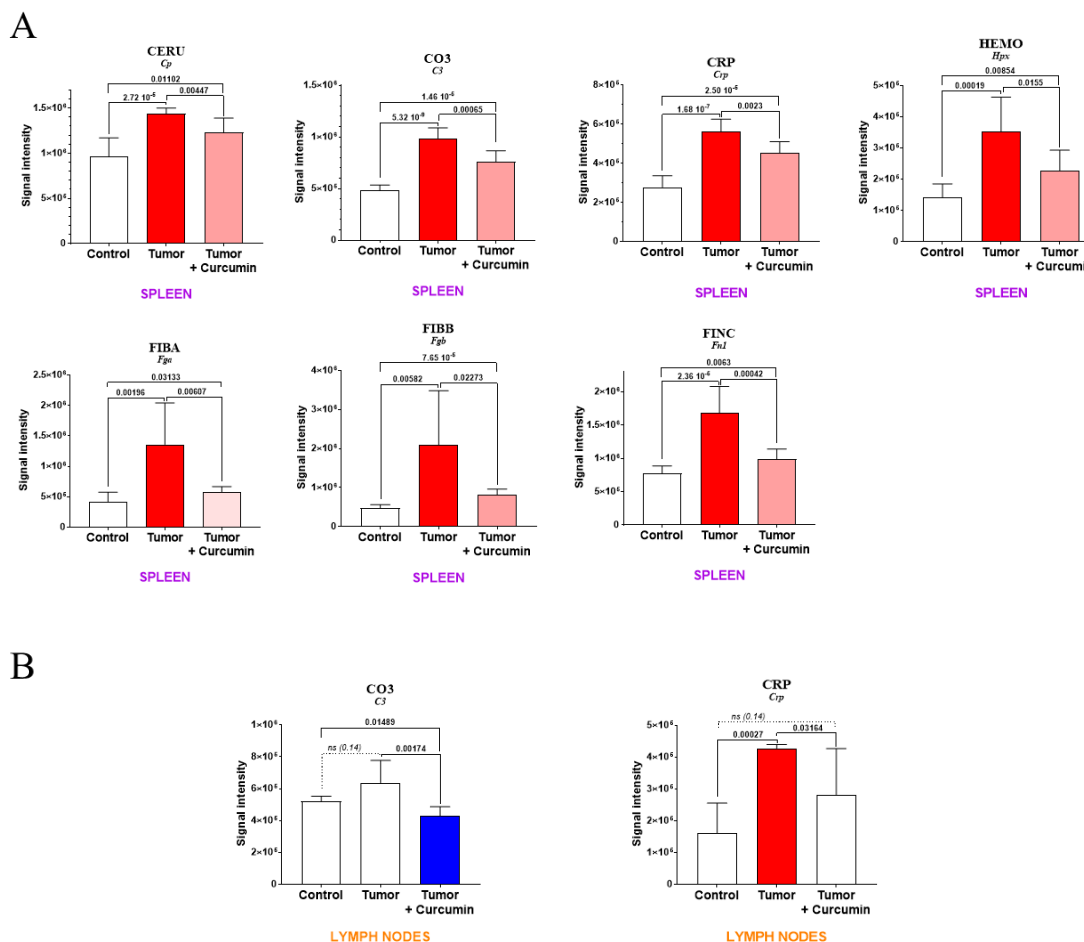 A
CERU
Cp
0.01102
2.72 10⁻⁵
0.00447
Signal intensity
1.5×10⁶
1×10⁶
5×10⁵
0
Control
Tumor
Tumor
+ Curcumin
SPLEEN
CO3
C3
1.46 10⁻⁵
5.32 10⁻⁹
0.00065
Signal intensity
1×10⁶
5×10⁵
0
Control
Tumor
Tumor
+ Curcumin
SPLEEN
CRP
Crp
2.50 10⁻⁵
1.68 10⁻⁷
0.0023
Signal intensity
8×10⁶
6×10⁶
4×10⁶
2×10⁶
0
Control
Tumor
Tumor
+ Curcumin
SPLEEN
HEMO
Hpx
0.00854
0.00019
0.0155
Signal intensity
5×10⁶
4×10⁶
3×10⁶
2×10⁶
1×10⁶
0
Control
Tumor
Tumor
+ Curcumin
SPLEEN
FIBA
Fga
0.03133
0.00196
0.00607
Signal intensity
2.5×10⁶
2×10⁶
1.5×10⁶
1×10⁶
5×10⁵
0
Control
Tumor
Tumor
+ Curcumin
SPLEEN
FIBB
Fgb
7.65 10⁻⁵
0.00582
0.02273
Signal intensity
4×10⁶
3×10⁶
2×10⁶
1×10⁶
0
Control
Tumor
Tumor
+ Curcumin
SPLEEN
FINC
Fn1
0.0063
2.36 10⁻⁵
0.00042
Signal intensity
2×10⁶
2×10⁶
1×10⁶
5×10⁵
0
Control
Tumor
Tumor
+ Curcumin
SPLEEN
B
CO3
C3
0.01489
ns (0.14)
0.00174
Signal intensity
1×10⁶
8×10⁵
6×10⁵
4×10⁵
2×10⁵
0
Control
Tumor
Tumor
+ Curcumin
LYMPH NODES
CRP
Crp
ns (0.14)
0.00027
0.03164
Signal intensity
5×10⁶
4×10⁶
3×10⁶
2×10⁶
1×10⁶
0
Control
Tumor
Tumor
+ Curcumin
LYMPH NODES